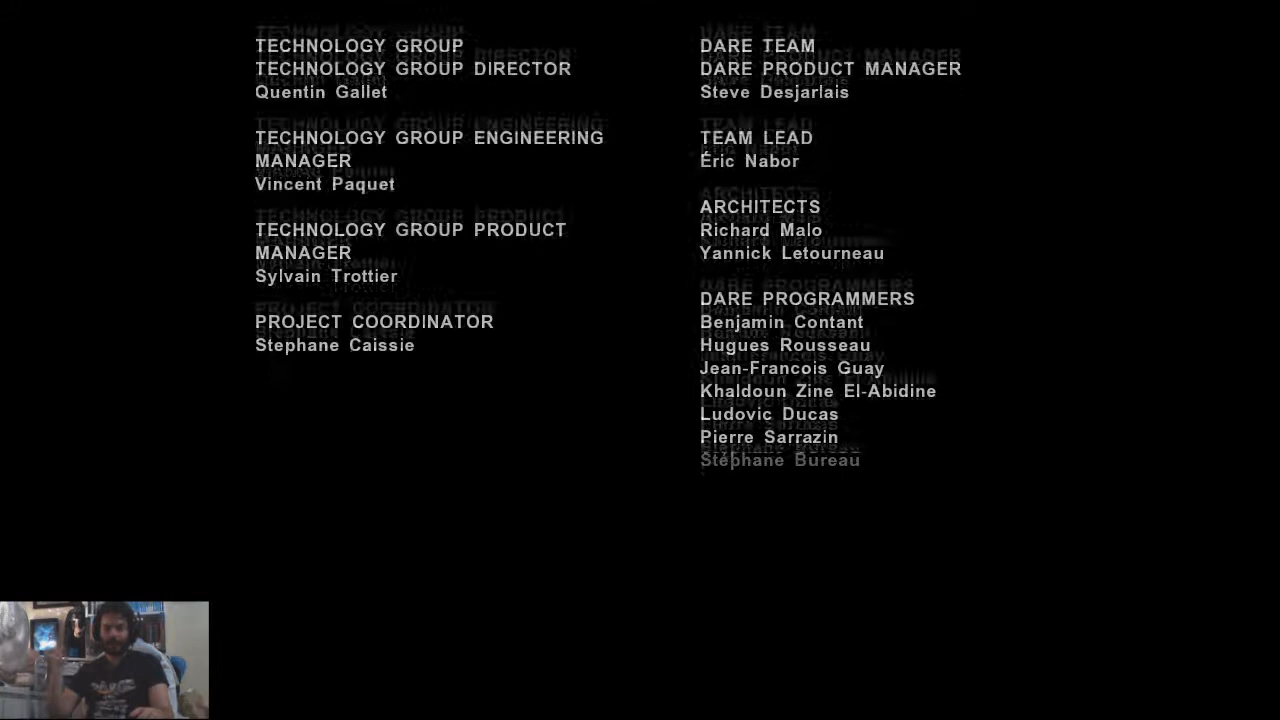 TECHNOLOGY GROUP
TECHNOLOGY GROUP DIRECTOR
Quentin Gallet
TECHNOLOGY GROUP ENGINEERING
MANAGER
Vincent Paquet
TECHNOLOGY GROUP PRODUCT
MANAGER
Sylvain Trottier
PROJECT COORDINATOR
Stephane Caissie
DARE TEAM
DARE PRODUCT MANAGER
Steve Desjarlais
TEAM LEAD
Éric Nabor
ARCHITECTS
Richard Malo
Yannick Letourneau
DARE PROGRAMMERS
Benjamin Contant
Hugues Rousseau
Jean-Francois Guay
Khaldoun Zine El-Abidine
Ludovic Ducas
Pierre Sarrazin
Stéphane Bureau